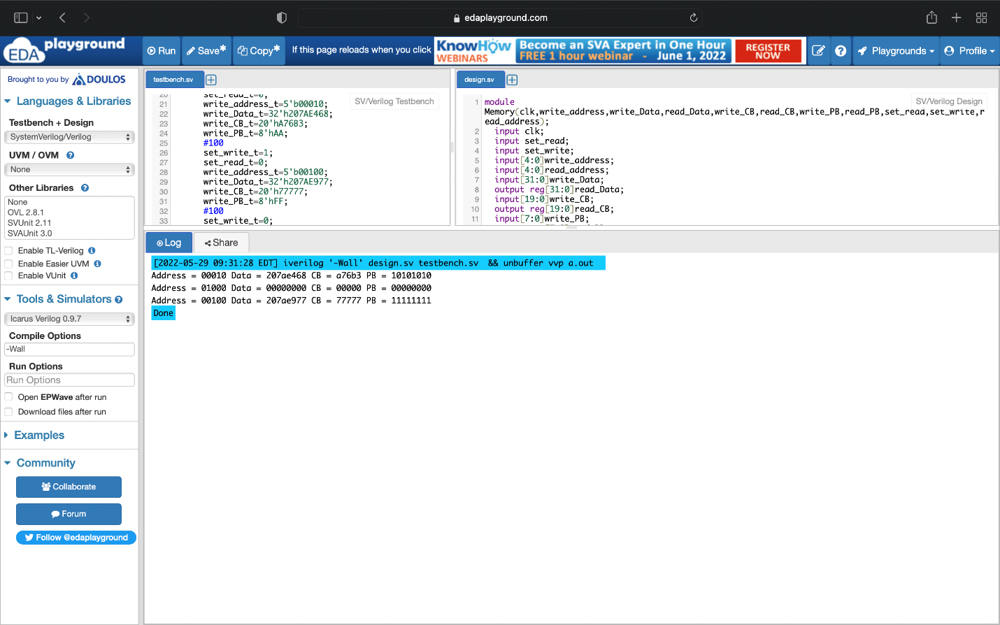 edaplayground.com
EDA playground
Run
Save*
Copy*
If this page reloads when you click
KnowHow WEBINARS
Become an SVA Expert in One Hour
FREE 1 hour webinar - June 1, 2022
REGISTER NOW
Playgrounds
Profile
Brought to you by DOULOS
Languages & Libraries
Testbench + Design
SystemVerilog/Verilog
UVM / OVM
None
Other Libraries
None
OVL 2.8.1
SVUnit 2.11
SVAUnit 3.0
Enable TL-Verilog
Enable Easier UVM
Enable VUnit
Tools & Simulators
Icarus Verilog 0.9.7
Compile Options
-Wall
Run Options
Run Options
Open EPWave after run
Download files after run
Examples
Community
Collaborate
Forum
Follow @edaplayground
testbench.sv
SV/Verilog Testbench
20 set_read_t=0;
21 write_address_t=5'b00010;
22 write_Data_t=32'h207AE468;
23 write_CB_t=20'hA76B3;
24 write_PB_t=8'hAA;
25 #100
26 set_write_t=1;
27 set_read_t=0;
28 write_address_t=5'b00100;
29 write_Data_t=32'h207AE977;
30 write_CB_t=20'h77777;
31 write_PB_t=8'hFF;
32 #100
33 set_write_t=0;
design.sv
SV/Verilog Design
1 module
Memory(clk,write_address,write_Data,read_Data,write_CB,read_CB,write_PB,read_PB,set_read,set_write,r
ead_address);
2 input clk;
3 input set_read;
4 input set_write;
5 input[4:0]write_address;
6 input[4:0]read_address;
7 input[31:0]write_Data;
8 output reg[31:0]read_Data;
9 input[19:0]write_CB;
10 output reg[19:0]read_CB;
11 input[7:0]write_PB;
Log
Share
[2022-05-29 09:31:28 EDT] iverilog '-Wall' design.sv testbench.sv && unbuffer vvp a.out
Address = 00010 Data = 207ae468 CB = a76b3 PB = 10101010
Address = 01000 Data = 00000000 CB = 00000 PB = 00000000
Address = 00100 Data = 207ae977 CB = 77777 PB = 11111111
Done